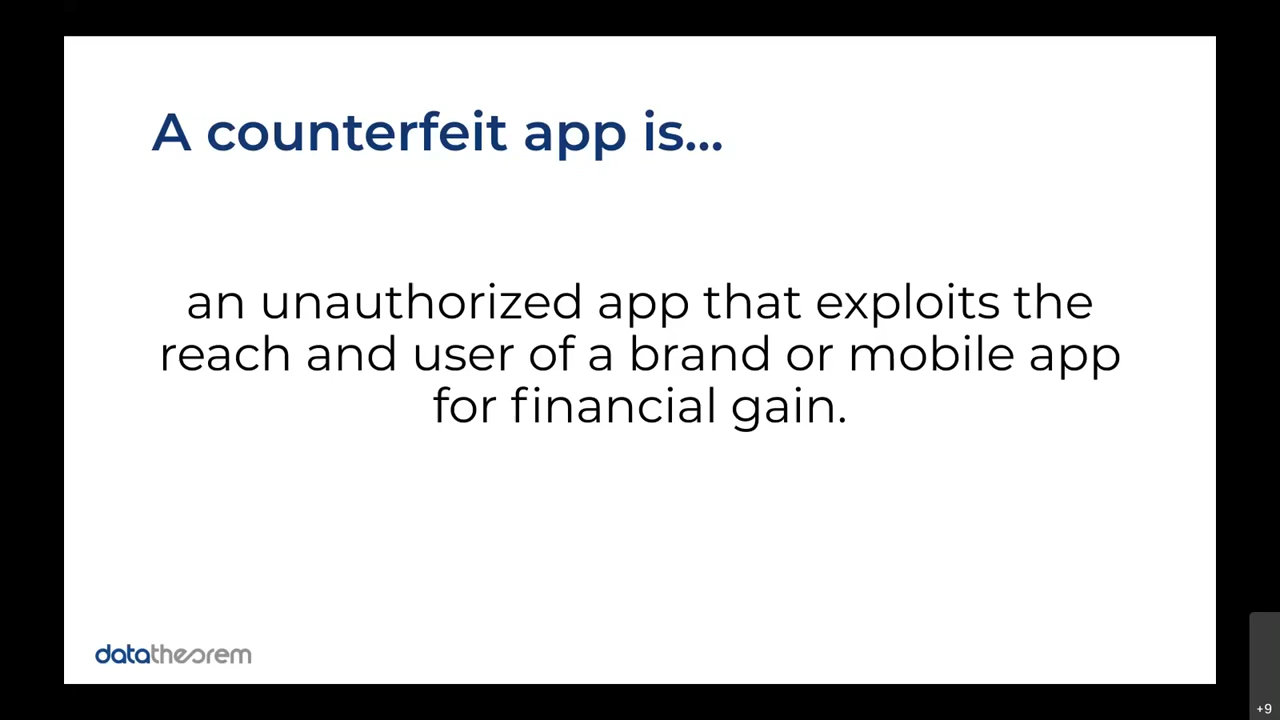 A counterfeit app is...
an unauthorized app that exploits the
reach and user of a brand or mobile app
for financial gain.
datatheorem
+9